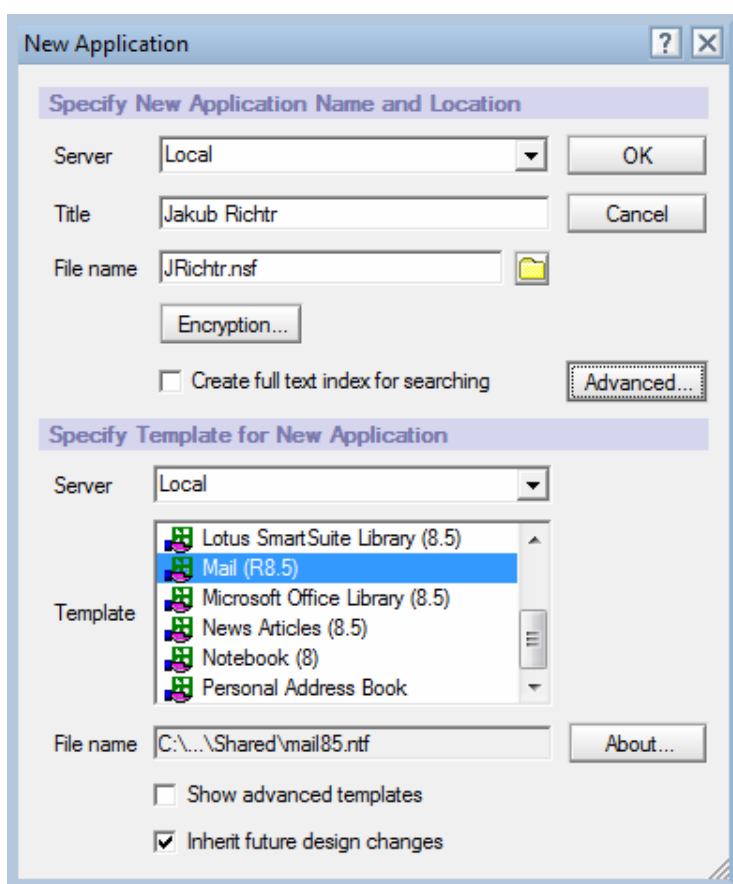 New Application
Specify New Application Name and Location
Server Local OK
Title Jakub Richtr Cancel
File name JRichtr.nsf
Encryption...
Create full text index for searching Advanced...
Specify Template for New Application
Server Local
Template
Lotus SmartSuite Library (8.5)
Mail (R8.5)
Microsoft Office Library (8.5)
News Articles (8.5)
Notebook (8)
Personal Address Book
File name C:\...\Shared\mail85.ntf About...
Show advanced templates
Inherit future design changes